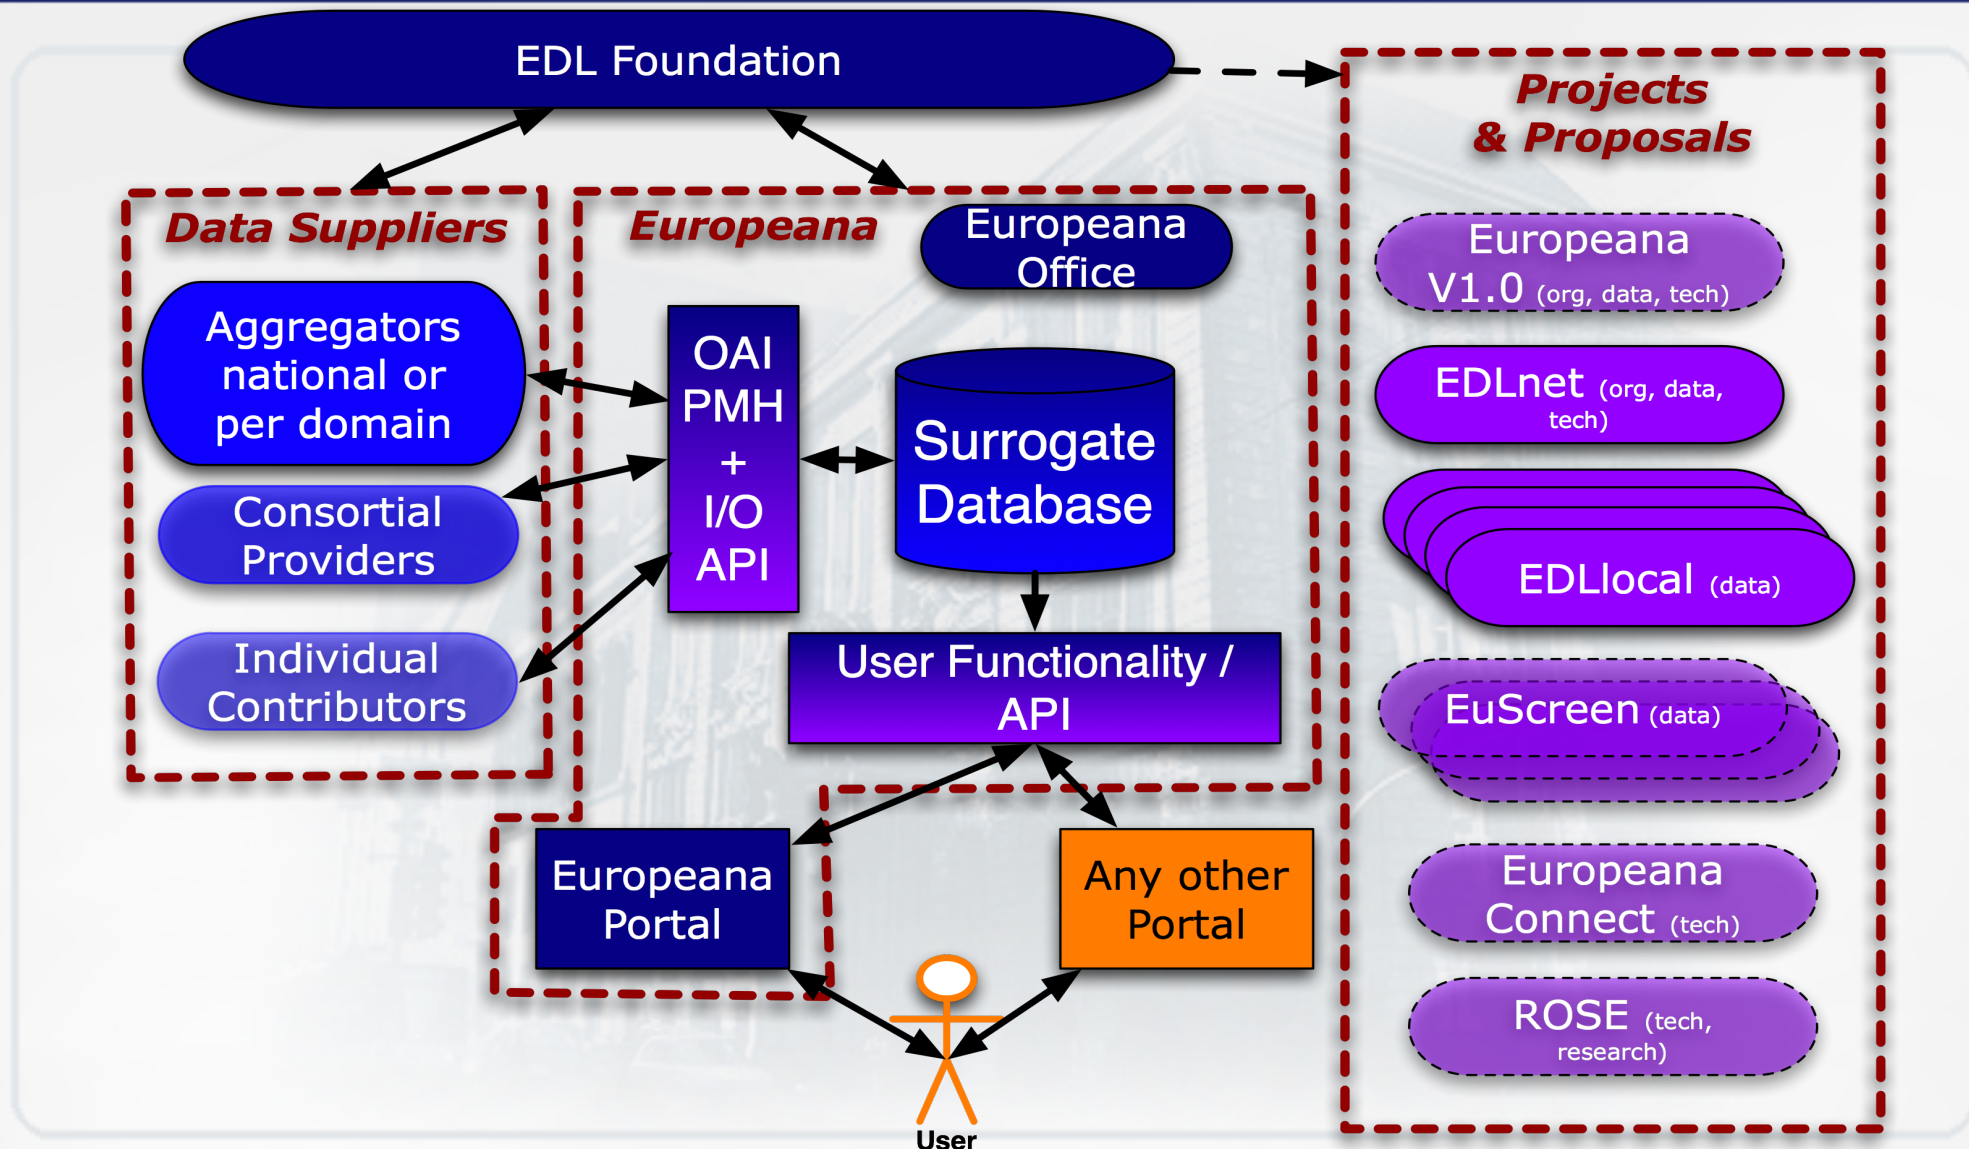 EDL Foundation
Projects
& Proposals
Data Suppliers
Europeana
Europeana
Office
Aggregators
national or
per domain
Consortial
Providers
Individual
Contributors
OAI
PMH
+
I/O
API
Surrogate
Database
User Functionality /
API
Europeana
Portal
Any other
Portal
User
Europeana
V1.0 (org, data, tech)
EDLnet (org, data,
tech)
EDLlocal (data)
EuScreen (data)
Europeana
Connect (tech)
ROSE (tech,
research)